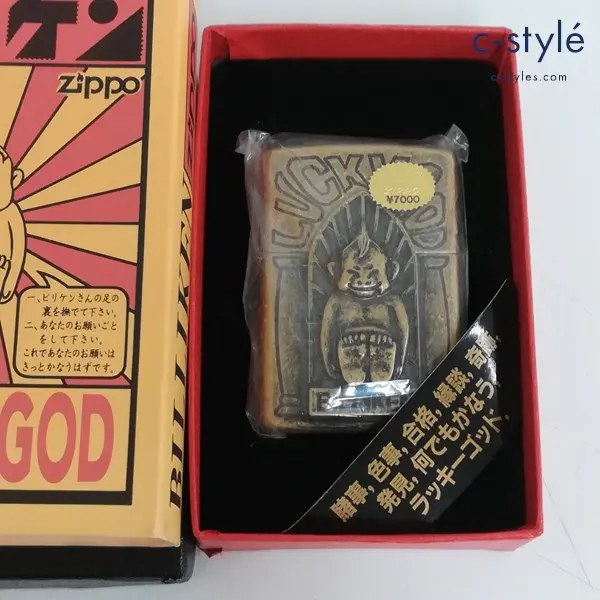 ケン
zippo
一、ビリケンさんの足の
裏を撫でて下さい。
二、あなたのお願いごと
をして下さい。
これであなたのお願いは
きっとかなうはずです。
GOD
BILLIKEN
c-stylé
c-styles.com
LUCKY GOD
¥7000
賭事,色事,合格,縁談,奇蹟,
発見,何でもかなう,
ラッキーゴッド.